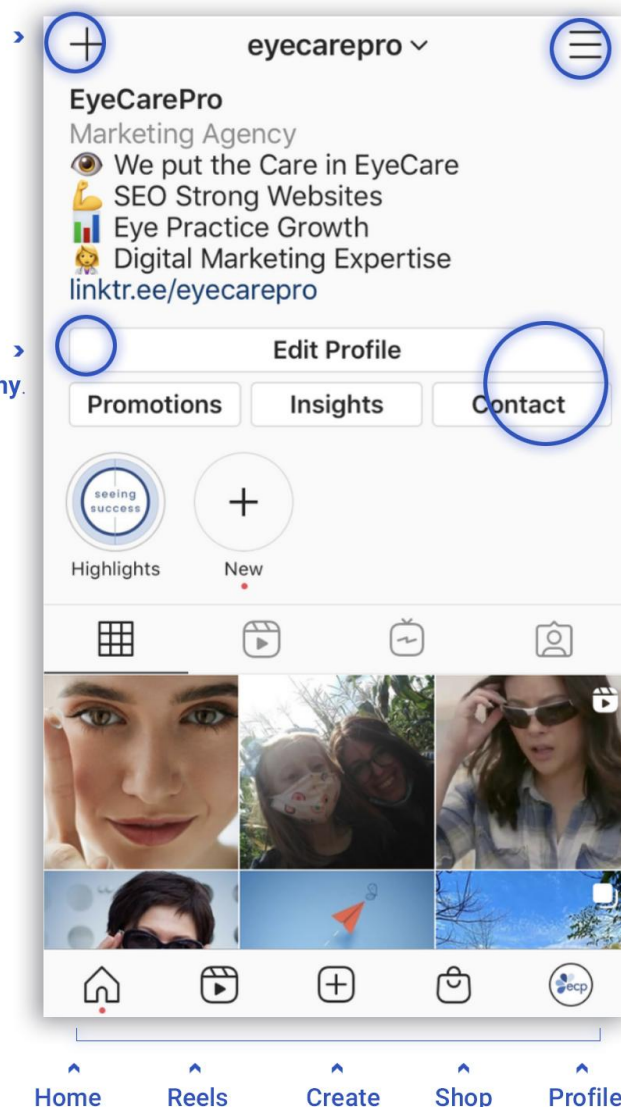 eyecarepro
EyeCarePro
Marketing Agency
👁 We put the Care in EyeCare
💪 SEO Strong Websites
📊 Eye Practice Growth
👩‍⚕️ Digital Marketing Expertise
linktr.ee/eyecarepro
Edit Profile
ny.
Promotions Insights Contact
seeing
success
Highlights New
ecp
Home Reels Create Shop Profile